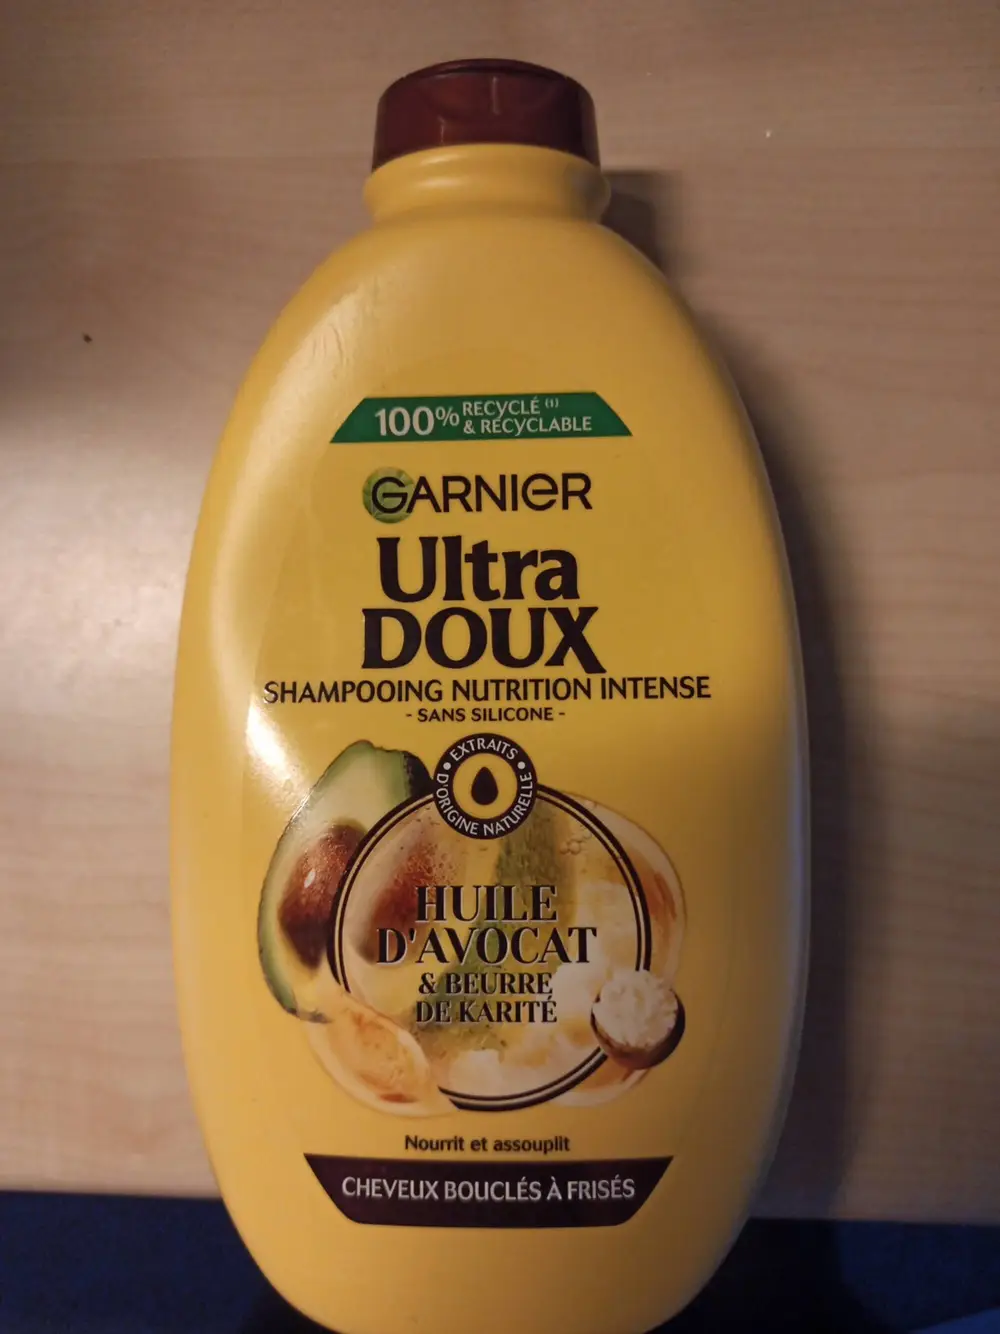 100% RECYCLÉ (1)
& RECYCLABLE
GARNIER
Ultra
DOUX
SHAMPOOING NUTRITION INTENSE
- SANS SILICONE -
• EXTRAITS •
D'ORIGINE NATURELLE
HUILE
D'AVOCAT
& BEURRE
DE KARITÉ
Nourrit et assouplit
CHEVEUX BOUCLÉS À FRISÉS